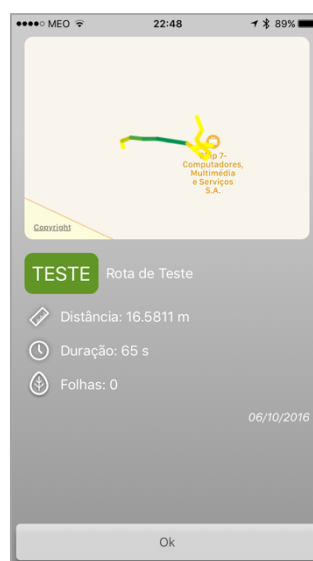 MEO
22:48
89%
Computadores,
Multimédia
e Serviços
S.A.
Copyright
TESTE
Rota de Teste
Distância: 16.5811 m
Duração: 65 s
Folhas: 0
06/10/2016
Ok